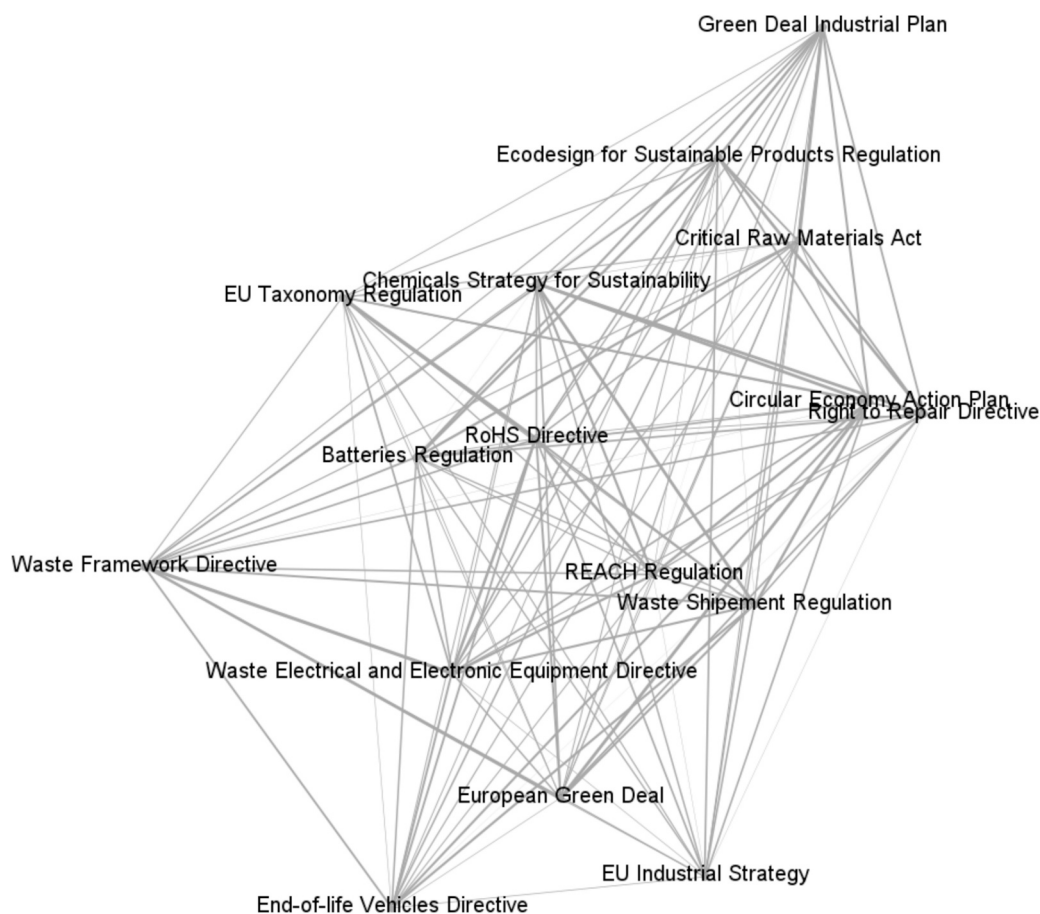 Green Deal Industrial Plan
Ecodesign for Sustainable Products Regulation
Critical Raw Materials Act
Chemicals Strategy for Sustainability
EU Taxonomy Regulation
Circular Economy Action Plan
Right to Repair Directive
RoHS Directive
Batteries Regulation
Waste Framework Directive
REACH Regulation
Waste Shipement Regulation
Waste Electrical and Electronic Equipment Directive
European Green Deal
EU Industrial Strategy
End-of-life Vehicles Directive